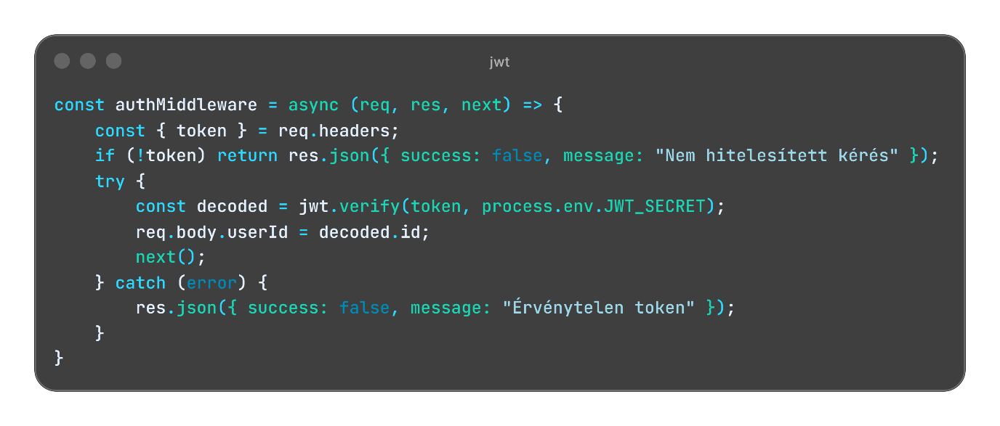 jwt
const authMiddleware = async (req, res, next) => {
    const { token } = req.headers;
    if (!token) return res.json({ success: false, message: "Nem hitelesített kérés" });
    try {
        const decoded = jwt.verify(token, process.env.JWT_SECRET);
        req.body.userId = decoded.id;
        next();
    } catch (error) {
        res.json({ success: false, message: "Érvénytelen token" });
    }
}